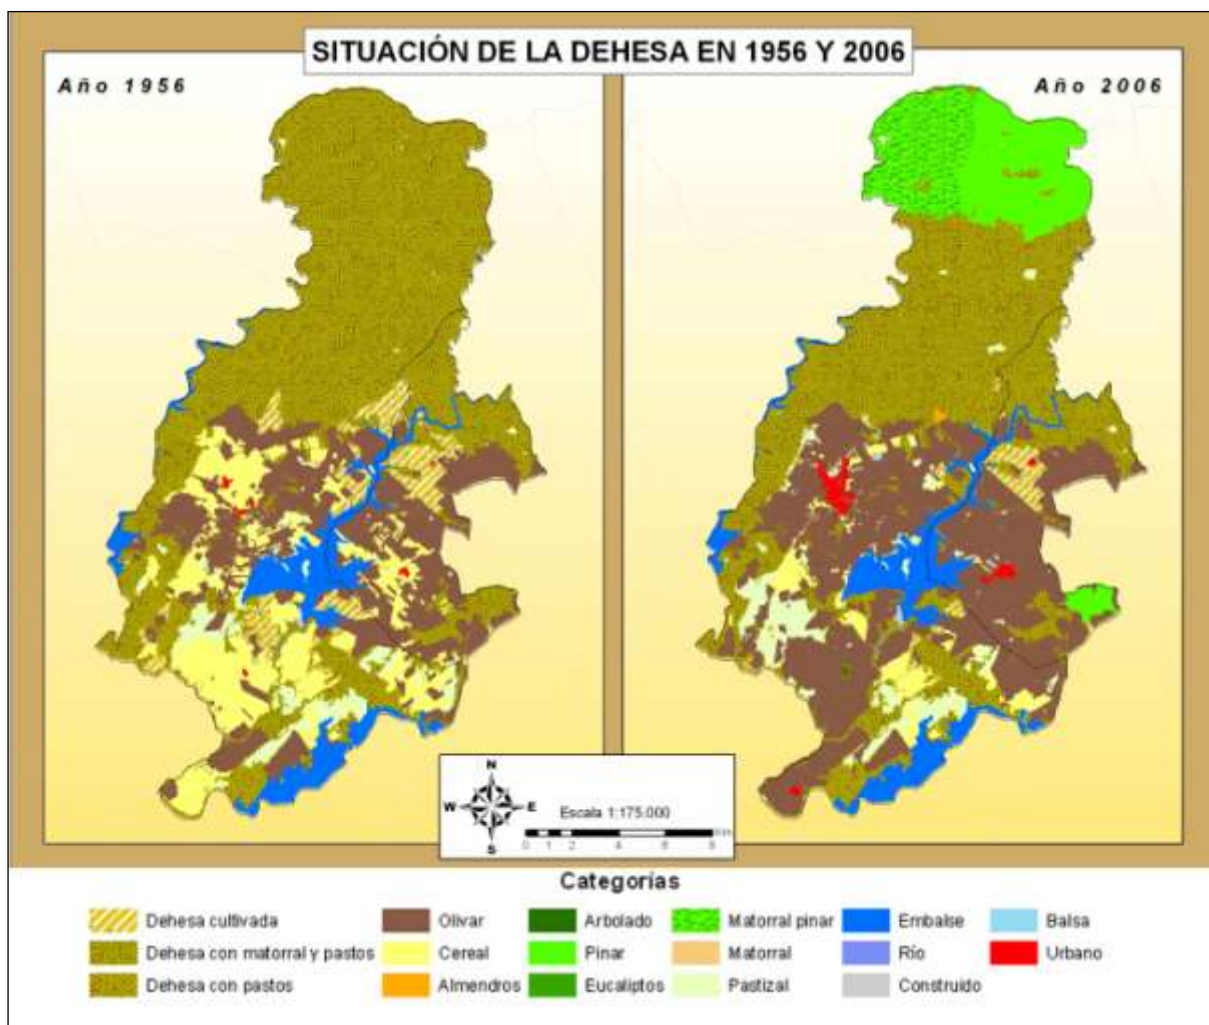 SITUACIÓN DE LA DEHESA EN 1956 Y 2006
Año 1956
Año 2006
N
W E
S
Escala 1:175.000
0 1 2 4 6 8
Categorías
Dehesa cultivada
Dehesa con matorral y pastos
Dehesa con pastos
Olivar
Cereal
Almendros
Arbolado
Pinar
Eucaliptos
Matorral pinar
Matorral
Pastizal
Embalse
Río
Construido
Balsa
Urbano